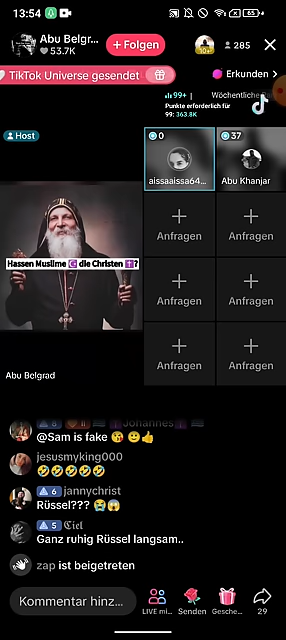 13:54
65
Abu Belgr...
53.7K
+ Folgen
10+
285
TikTok Universe gesendet
Erkunden >
99+ |
Wöchentliche
Punkte erforderlich für
99: 363.8K
Host
0
37
aissaaissa64...
Abu Khanjar
Anfragen
Anfragen
Anfragen
Anfragen
Anfragen
Anfragen
Hassen Muslime die Christen ?
Abu Belgrad
Johannes
@Sam is fake
jesusmyking000
🤣🤣🤣🤣🤣
6 jannychrist
Rüssel??? 😭😱
5 ℭ𝔦𝔢𝔩
Ganz ruhig Rüssel langsam..
zap ist beigetreten
Kommentar hinz...
LIVE mi...
Senden
Gesche...
29